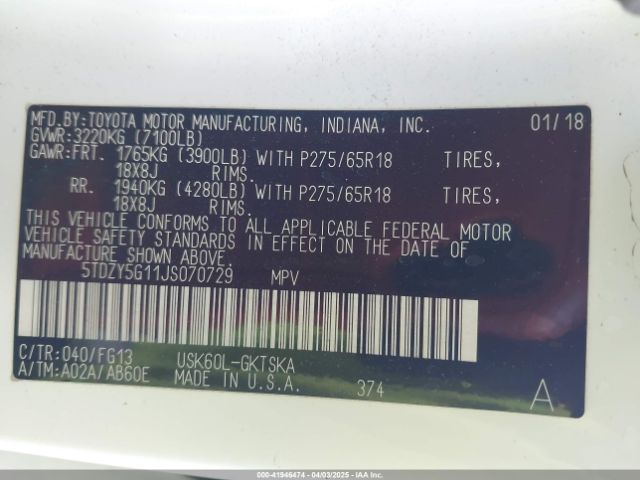 MFD.BY:TOYOTA MOTOR MANUFACTURING, INDIANA, INC. 01/18
GVWR:3220KG (7100LB)
GAWR:FRT. 1765KG (3900LB) WITH P275/65R18 TIRES,
18X8J RIMS.
RR. 1940KG (4280LB) WITH P275/65R18 TIRES,
18X8J RIMS.
THIS VEHICLE CONFORMS TO ALL APPLICABLE FEDERAL MOTOR
VEHICLE SAFETY STANDARDS IN EFFECT ON THE DATE OF
MANUFACTURE SHOWN ABOVE.
5TDZY5G11JS070729 MPV
C/TR:040/FG13 USK60L-GKTSKA
A/TM:A02A/AB60E MADE IN U.S.A. 374 A
000-41946474 - 04/03/2025 - IAA Inc.